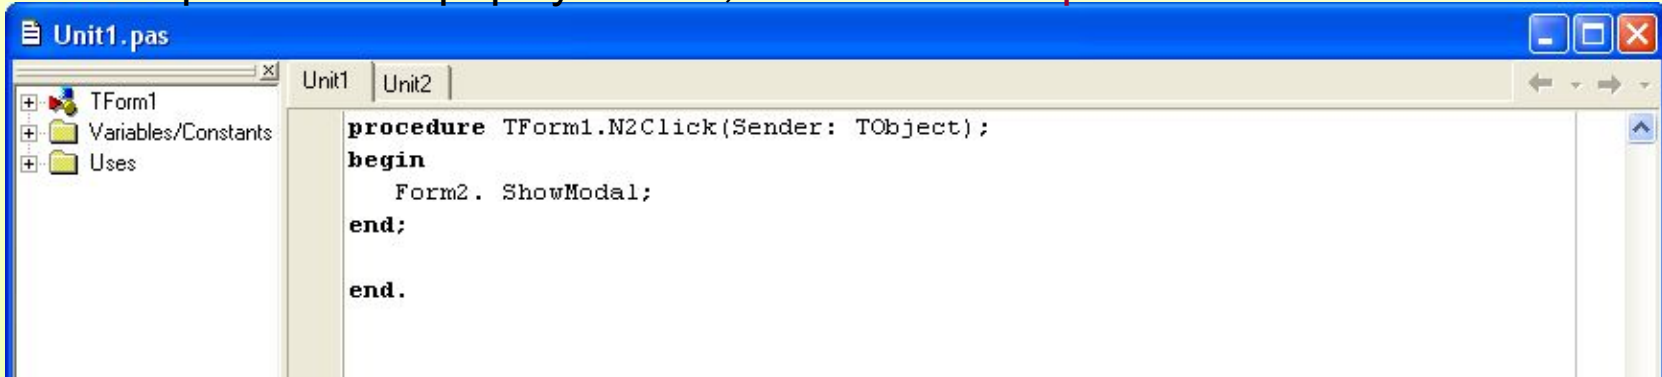 Unit1.pas
TForm1
Variables/Constants
Uses
Unit1 Unit2
procedure TForm1.N2Click(Sender: TObject);
begin
Form2. ShowModal;
end;
end.